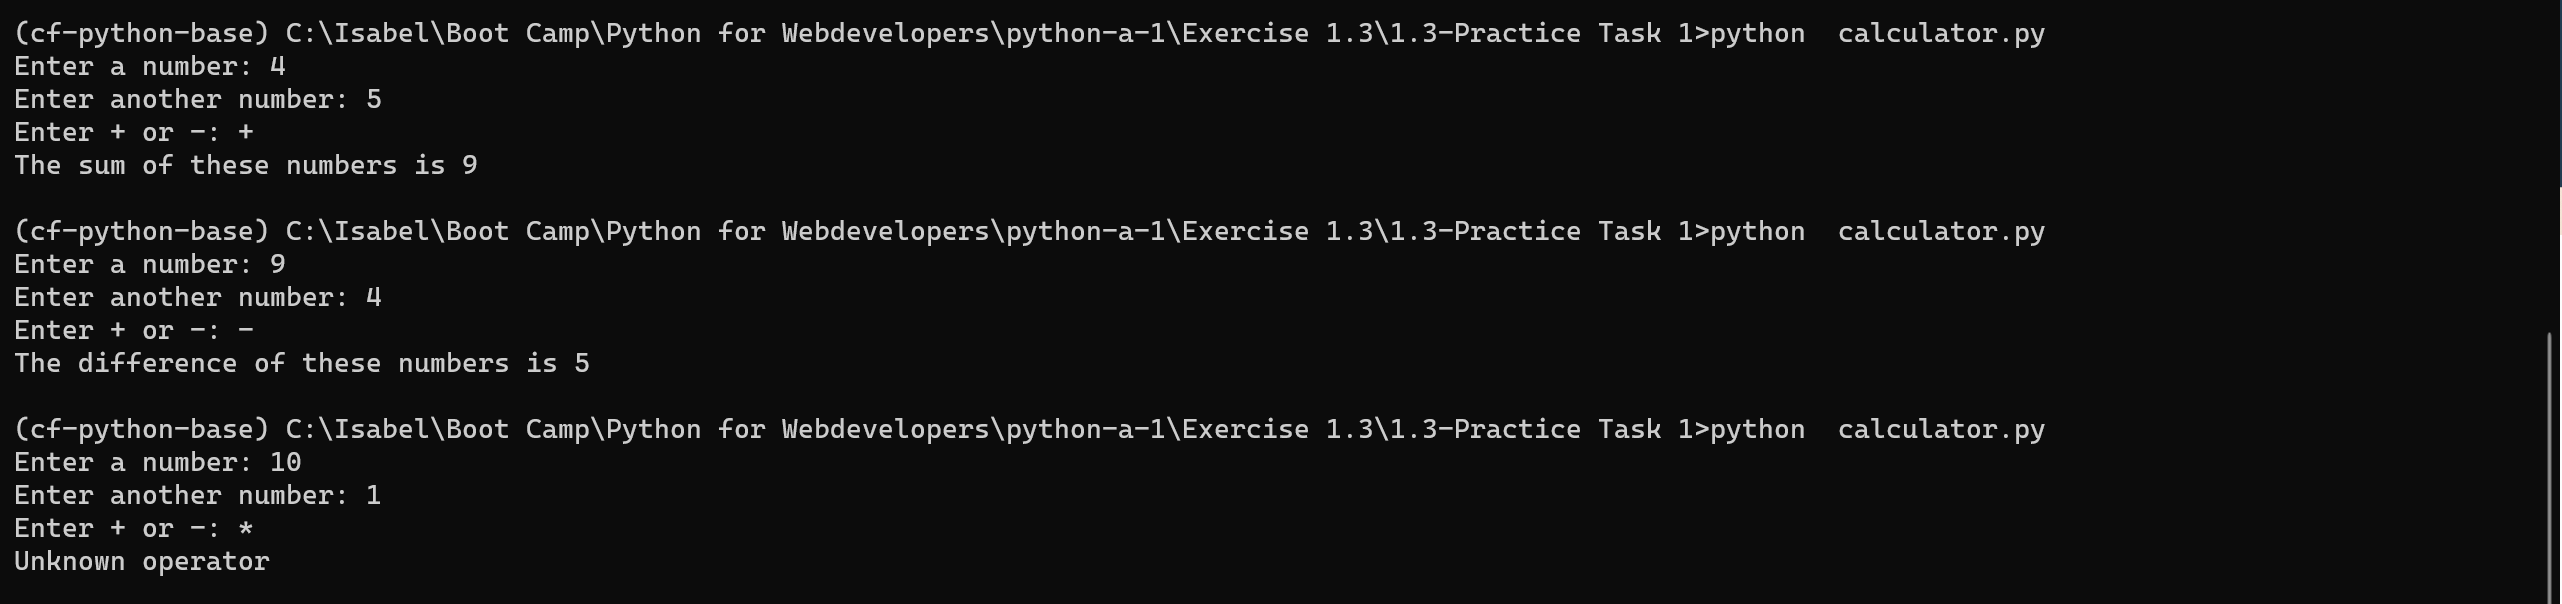 (cf-python-base) C:\Isabel\Boot Camp\Python for Webdevelopers\python-a-1\Exercise 1.3\1.3-Practice Task 1>python  calculator.py
Enter a number: 4
Enter another number: 5
Enter + or -: +
The sum of these numbers is 9

(cf-python-base) C:\Isabel\Boot Camp\Python for Webdevelopers\python-a-1\Exercise 1.3\1.3-Practice Task 1>python  calculator.py
Enter a number: 9
Enter another number: 4
Enter + or -: -
The difference of these numbers is 5

(cf-python-base) C:\Isabel\Boot Camp\Python for Webdevelopers\python-a-1\Exercise 1.3\1.3-Practice Task 1>python  calculator.py
Enter a number: 10
Enter another number: 1
Enter + or -: *
Unknown operator